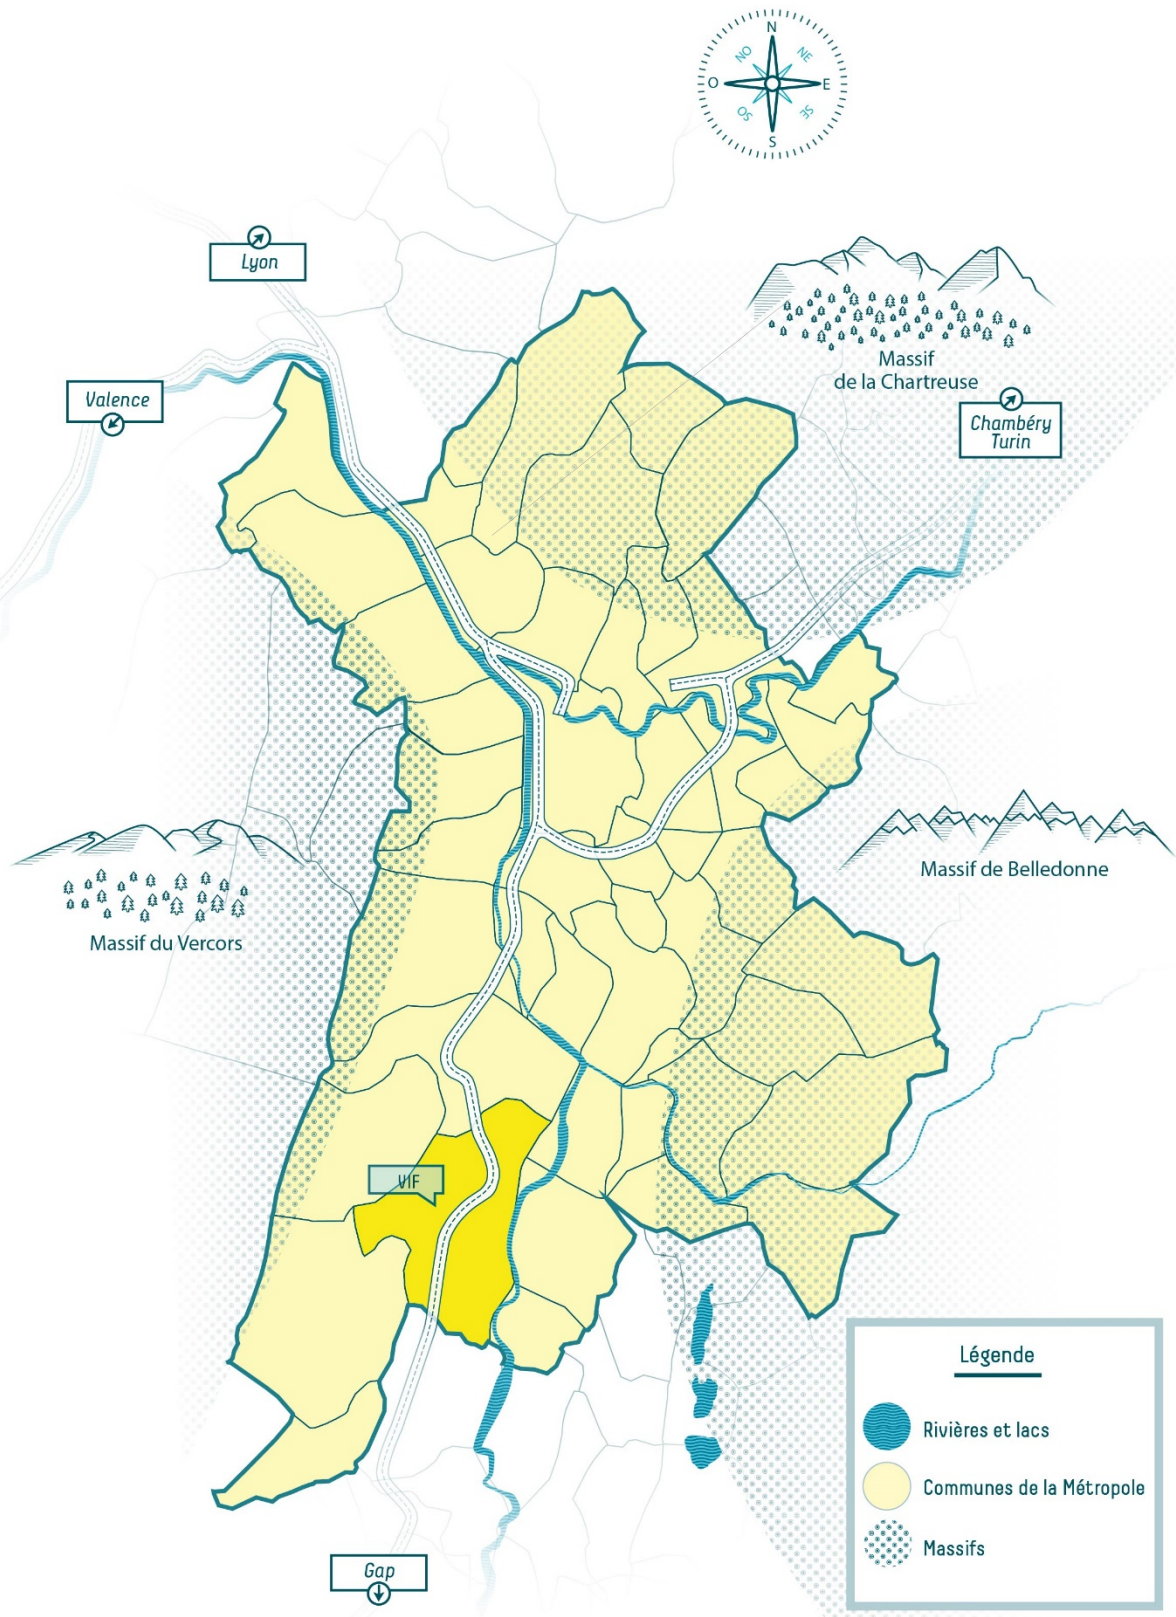 N
NO
NE
O
E
SO
SE
S
Lyon
Valence
Massif
de la Chartreuse
Chambéry
Turin
Massif de Belledonne
Massif du Vercors
VIF
Légende
Rivières et lacs
Communes de la Métropole
Massifs
Gap